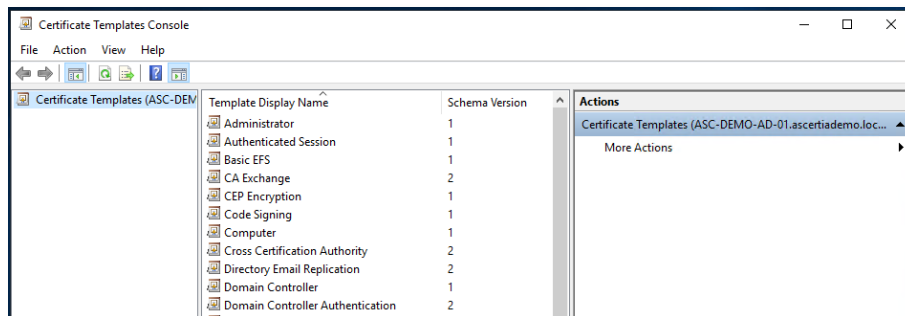 Certificate Templates Console
File Action View Help
Certificate Templates (ASC-DEM
Template Display Name Schema Version
Administrator 1
Authenticated Session 1
Basic EFS 1
CA Exchange 2
CEP Encryption 1
Code Signing 1
Computer 1
Cross Certification Authority 2
Directory Email Replication 2
Domain Controller 1
Domain Controller Authentication 2
Actions
Certificate Templates (ASC-DEMO-AD-01.ascertiademo.loc...
More Actions